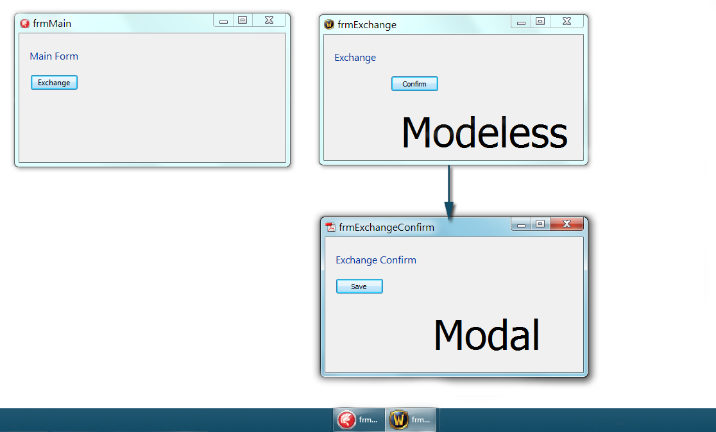 frmMain
Main Form
Exchange
frmExchange
Exchange
Confirm
Modeless
frmExchangeConfirm
Exchange Confirm
Save
Modal
frm...
frm...